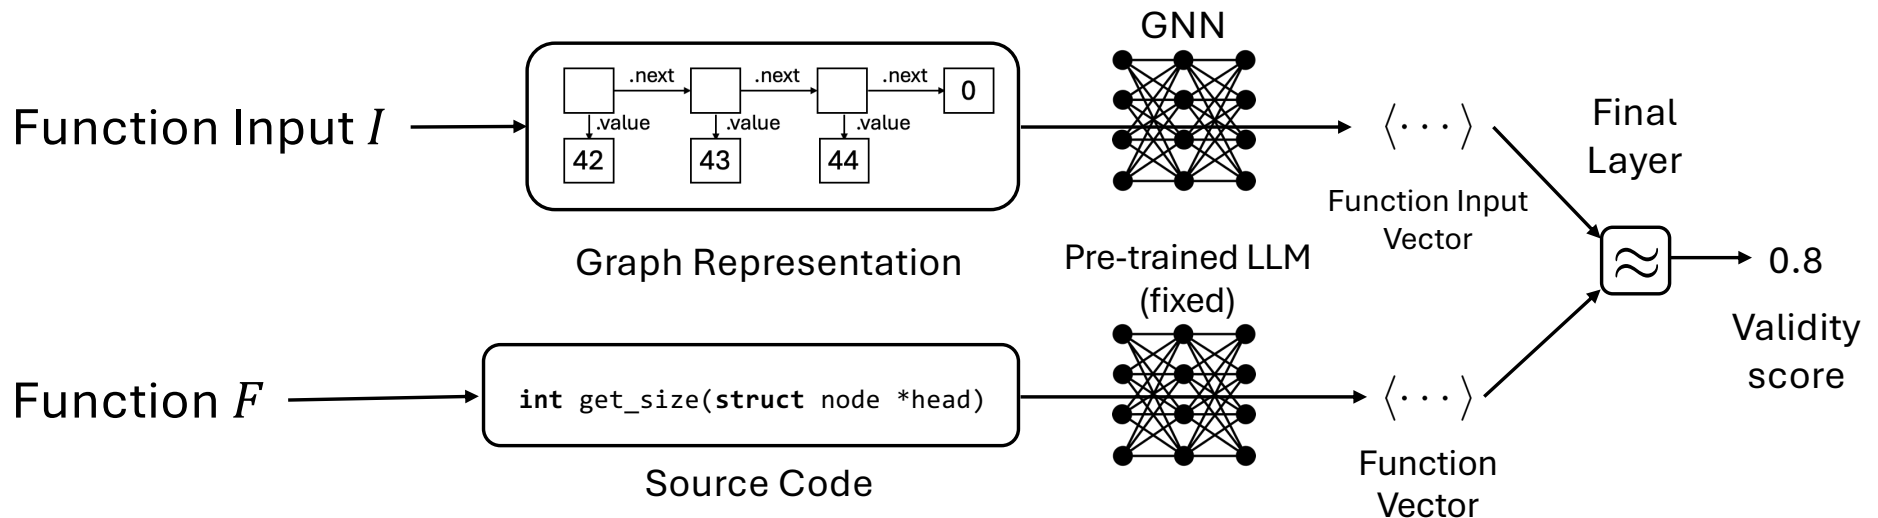 GNN
Function Input I
.next .next .next 0
.value .value .value
42 43 44
⟨···⟩
Final
Layer
Function Input
Vector
Graph Representation
Pre-trained LLM
(fixed)
≈
0.8
Validity
score
Function F
int get_size(struct node *head)
⟨···⟩
Source Code
Function
Vector